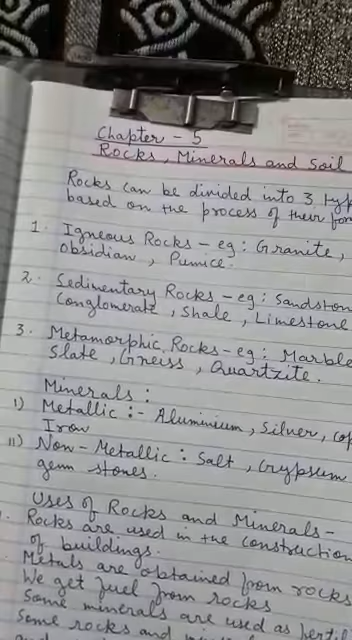 Chapter - 5
Rocks, Minerals and Soil
Rocks can be divided into 3
based on the process of their
1. Igneous Rocks - eg: Granite,
Obsidian, Pumice.
2. Sedimentary Rocks - eg: Sandston
Conglomerate, Shale, Limestone
3. Metamorphic Rocks - eg: Marble
Slate, Gneiss, Quartzite.
Minerals:
i) Metallic :- Aluminium, Silver,
Iron
ii) Non-Metallic: Salt, Gypsum
gem stones.
Uses of Rocks and Minerals-
Rocks are used in the construction
of buildings.
Metals are obtained from rocks
We get fuel from rocks
Some minerals are used as
Some rocks and